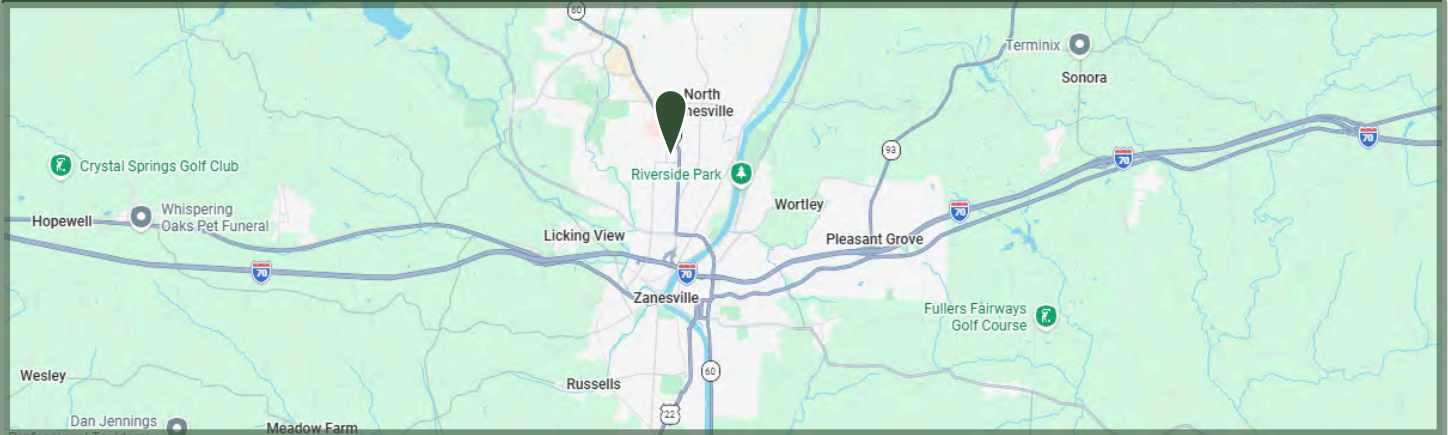 60
Terminix
Sonora
North
nesville
70
93
70
Crystal Springs Golf Club
Riverside Park
Whispering
Oaks Pet Funeral
Hopewell
Wortley
70
Licking View
Pleasant Grove
70
70
Zanesville
Fullers Fairways
Golf Course
Wesley
Russells
60
22
Dan Jennings
Meadow Farm